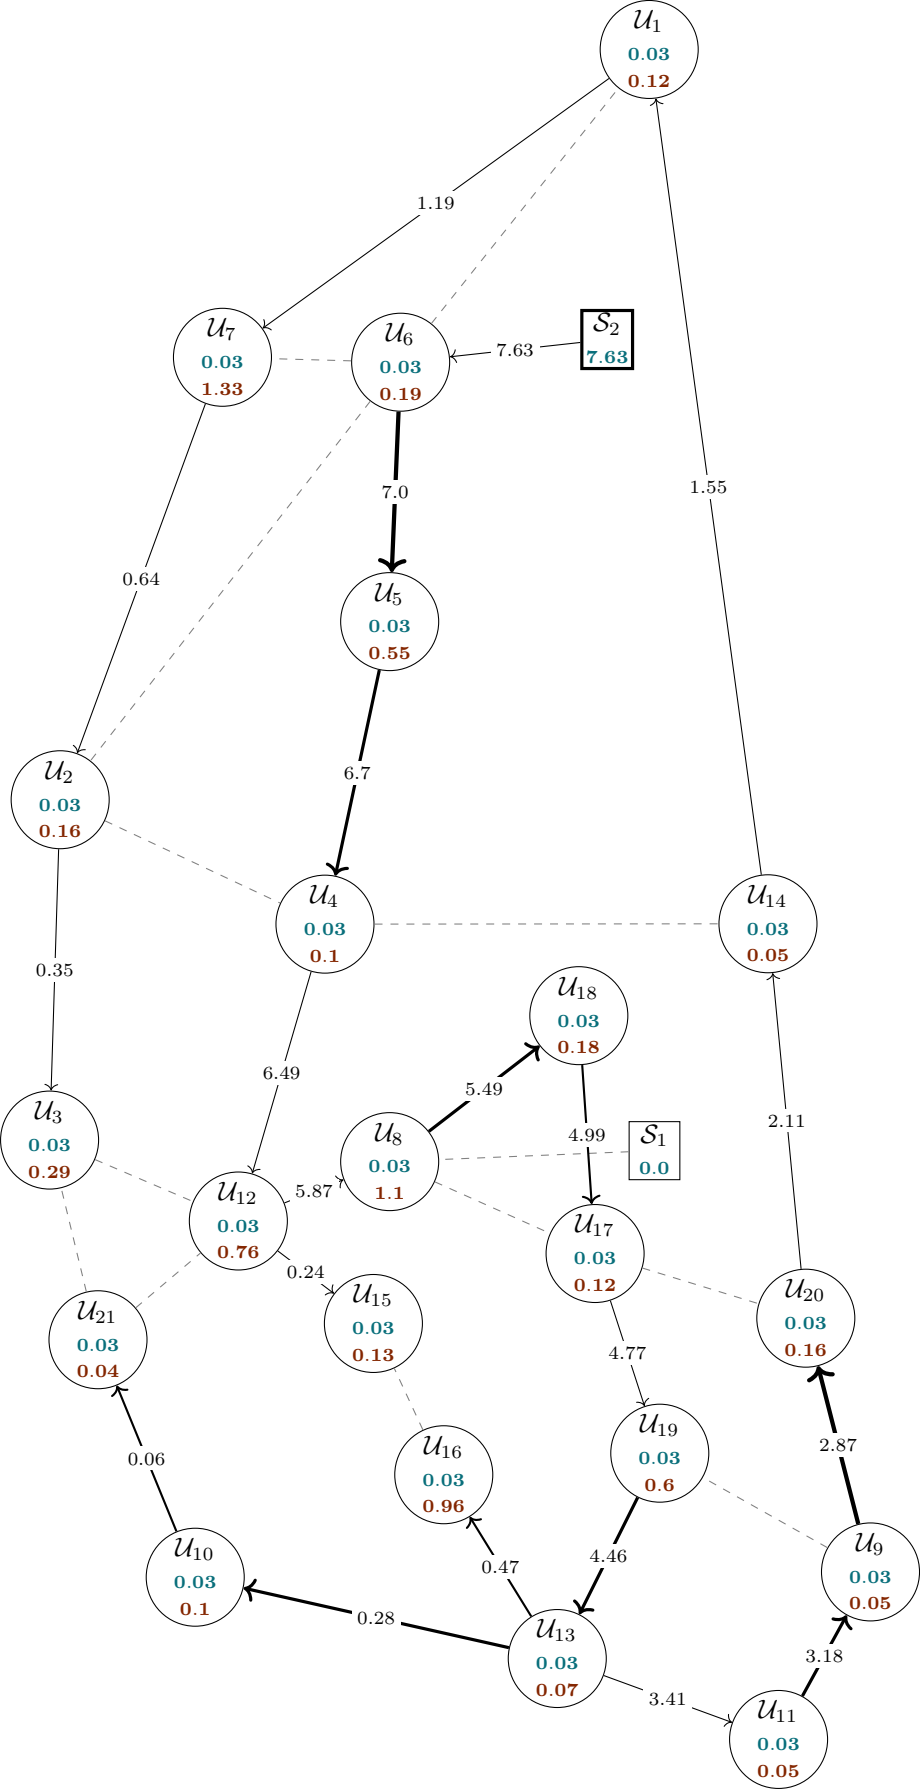 𝒰₁
0.03
0.12
1.19
𝒰₇
0.03
1.33
𝒰₆
0.03
0.19
7.63
𝒮₂
7.63
7.0
1.55
0.64
𝒰₅
0.03
0.55
6.7
𝒰₂
0.03
0.16
𝒰₄
0.03
0.1
𝒰₁₄
0.03
0.05
0.35
𝒰₁₈
0.03
0.18
6.49
5.49
𝒰₃
0.03
0.29
𝒰₈
0.03
1.1
4.99
𝒮₁
0.0
2.11
𝒰₁₂
0.03
0.76
5.87
𝒰₁₇
0.03
0.12
0.24
𝒰₂₁
0.03
0.04
𝒰₁₅
0.03
0.13
𝒰₂₀
0.03
0.16
4.77
0.06
𝒰₁₆
0.03
0.96
𝒰₁₉
0.03
0.6
2.87
𝒰₁₀
0.03
0.1
0.47
4.46
𝒰₉
0.03
0.05
0.28
𝒰₁₃
0.03
0.07
3.18
3.41
𝒰₁₁
0.03
0.05